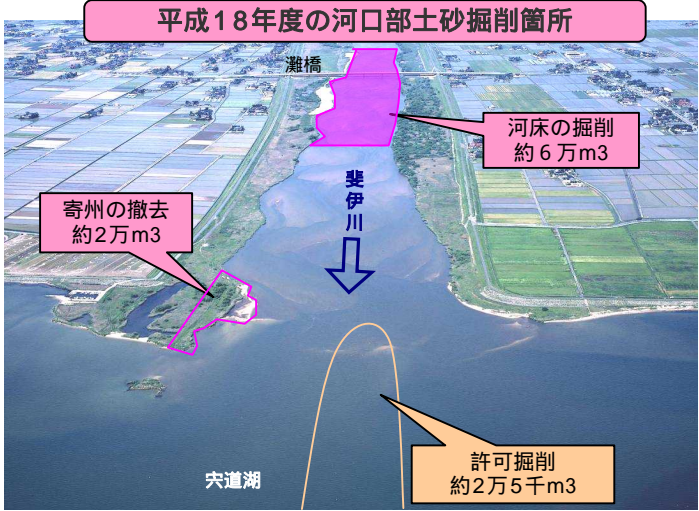 平成18年度の河口部土砂掘削箇所
灘橋
河床の掘削
約6万m3
斐伊川
寄州の撤去
約2万m3
許可掘削
約2万5千m3
宍道湖